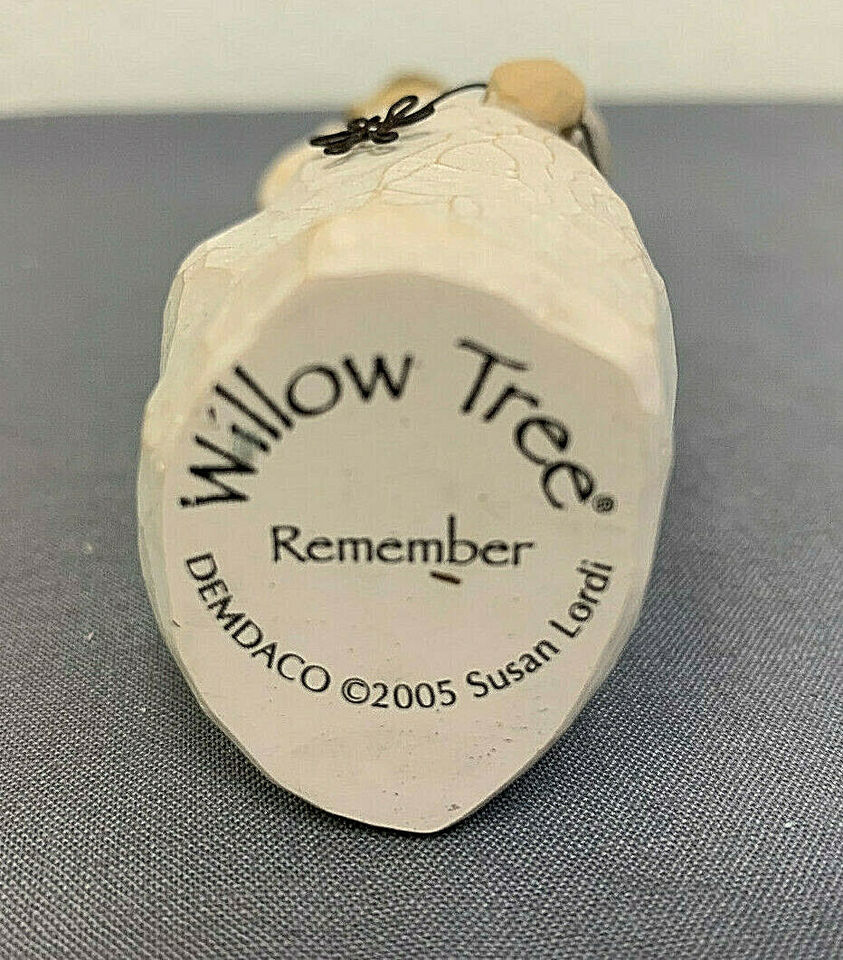 Willow Tree®
Remember
DEMDACO ©2005 Susan Lordi